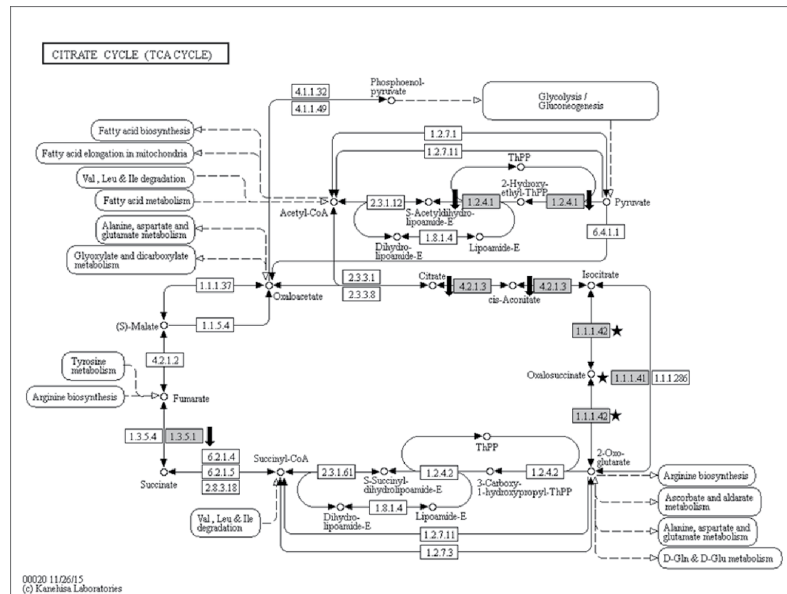 CITRATE CYCLE (TCA CYCLE)
Phosphoenol-
pyruvate
4.1.1.32
4.1.1.49
Glycolysis /
Gluconeogenesis
Fatty acid biosynthesis
Fatty acid elongation in mitochondria
Val , Leu & Ile degradation
Fatty acid metabolism
1.2.7.1
1.2.7.11
ThPP
2-Hydroxy-
ethyl-ThPP
Acetyl-CoA
2.3.1.12
S-Acetyldihydro-
lipoamide-E
1.2.4.1
1.2.4.1
Pyruvate
Alanine, aspartate and
glutamate metabolism
Dihydro-
lipoamide-E
1.8.1.4
Lipoamide-E
6.4.1.1
Glyoxylate and dicarboxylate
metabolism
1.1.1.37
Oxaloacetate
2.3.3.1
2.3.3.8
Citrate
4.2.1.3
cis-Aconitate
4.2.1.3
Isocitrate
(S)-Malate
1.1.5.4
1.1.1.42
4.2.1.2
Tyrosine
metabolism
Oxalosuccinate
1.1.1.41
1.1.1.286
Arginine biosynthesis
Fumarate
1.1.1.42
1.3.5.4
1.3.5.1
ThPP
Succinate
6.2.1.4
6.2.1.5
2.8.3.18
Succinyl-CoA
2.3.1.61
S-Succinyl-
dihydrolipoamide-E
1.2.4.2
3-Carboxy-
1-hydroxypropyl-ThPP
1.2.4.2
2-Oxo-
glutarate
Arginine biosynthesis
Ascorbate and aldarate
metabolism
Val , Leu & Ile
degradation
Dihydro-
lipoamide-E
1.8.1.4
Lipoamide-E
Alanine, aspartate and
glutamate metabolism
1.2.7.11
1.2.7.3
D-Gln & D-Glu metabolism
00020 11/26/15
(c) Kanehisa Laboratories